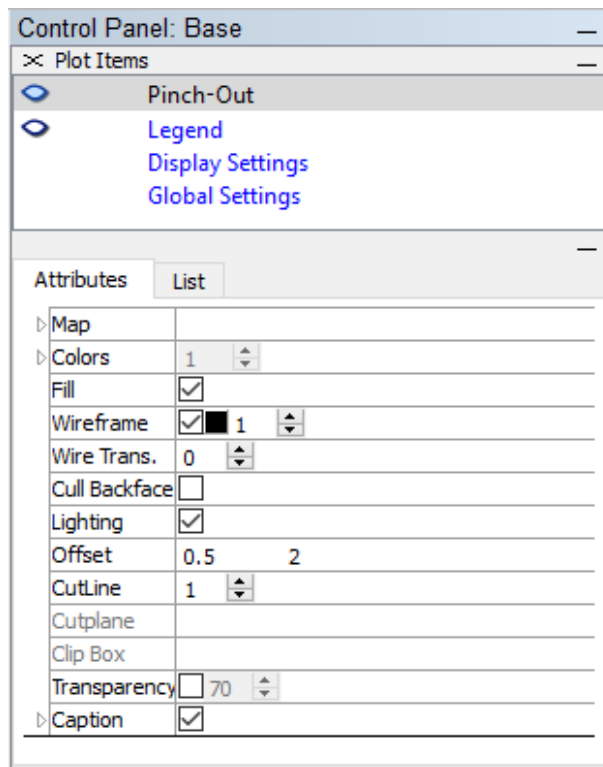 Control Panel: Base
Plot Items
Pinch-Out
Legend
Display Settings
Global Settings
Attributes List
Map
Colors 1
Fill
Wireframe 1
Wire Trans. 0
Cull Backface
Lighting
Offset 0.5 2
CutLine 1
Cutplane
Clip Box
Transparency 70
Caption